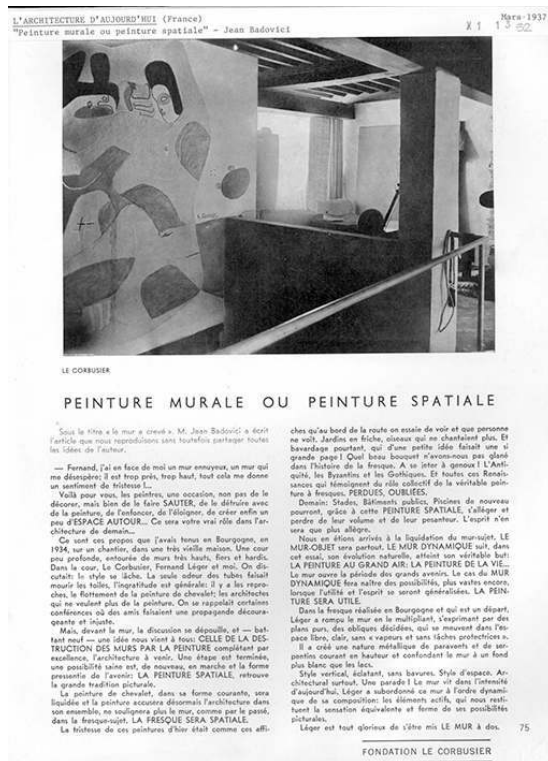 L'ARCHITECTURE D'AUJOURD'HUI (France)
Mars 1937
"Peinture murale ou peinture spatiale" - Jean Badovici
X1 13 82
LE CORBUSIER
PEINTURE MURALE OU PEINTURE SPATIALE
Sous le titre « le mur a crevé », M. Jean Badovici a écrit
l'article que nous reproduisons sans toutefois partager toutes
les idées de l'auteur.
— Fernand, j'ai en face de moi un mur ennuyeux, un mur qui
me désespère; il est trop près, trop haut, tout cela me donne
un sentiment de tristesse !...
Voilà pour vous, les peintres, une occasion, non pas de le
décorer, mais bien de le faire SAUTER, de le détruire avec
de la peinture, de l'enfoncer, de l'éloigner, de créer enfin un
peu d'ESPACE AUTOUR... Ce sera votre vrai rôle dans l'ar-
chitecture de demain...
Ce sont ces propos que j'avais tenus en Bourgogne, en
1934, sur un chantier, dans une très vieille maison. Une cour
peu profonde, entourée de murs très hauts, fiers et hardis.
Dans la cour, Le Corbusier, Fernand Léger et moi. On dis-
cutait: le style se lâche. La seule odeur des tubes faisait
mourir les toiles, l'ingratitude est générale: il y a les repro-
ches, le flottement de la peinture de chevalet; les architectes
qui ne veulent plus de la peinture. On se rappelait certaines
conférences où des amis faisaient une propagande décourа-
geante et injuste.
Mais, devant le mur, la discussion se dépouille, et — bat-
tant neuf — une idée nous vient à tous: CELLE DE LA DES-
TRUCTION DES MURS PAR LA PEINTURE complétant par
excellence, l'architecture à venir. Une étape est terminée,
une possibilité saine est, de nouveau, en marche et la forme
pressentie de l'avenir: LA PEINTURE SPATIALE, retrouve
la grande tradition picturale.
La peinture de chevalet, dans sa forme courante, sera
liquidée et la peinture accusera désormais l'architecture dans
son ensemble, ne soulignera plus le mur, comme par le passé,
dans la fresque-sujet. LA FRESQUE SERA SPATIALE.
La tristesse de ces peintures d'hier était comme ces affi-
ches qu'au bord de la route on essaie de voir et que personne
ne voit. Jardins en friche, oiseaux qui ne chantaient plus. Et
bavardage pourtant, qui d'une petite idée faisait une si
grande page ! Quel beau bouquet n'avons-nous pas glané
dans l'histoire de la fresque. A se jeter à genoux ! L'Anti-
quité, les Byzantins et les Gothiques. Et toutes ces Renais-
sances qui témoignent du rôle collectif de la véritable pein-
ture à fresques. PERDUES, OUBLIÉES.
Domaine: Stades, Bâtiments publics, Piscines de nouveau
pourront, grâce à cette PEINTURE SPATIALE, s'alléger et
perdre de leur volume et de leur pesanteur. L'esprit n'en
sera que plus allègre.
Nous en étions arrivés à la liquidation du mur-sujet. LE
MUR-OBJET sera partout. LE MUR DYNAMIQUE suit, dans
cet essai, son évolution naturelle, atteint son véritable but:
LA PEINTURE AU GRAND AIR: LA PEINTURE DE LA VIE...
Le mur ouvre la période des grands avenirs. Le cas du MUR
DYNAMIQUE fera naître des possibilités, plus vastes encore,
lorsque l'utilité et l'esprit se seront généralisées. LA PEIN-
TURE SERA UTILE.
Dans la fresque réalisée en Bourgogne et qui est un départ,
Léger a rompu le mur en le multipliant, s'exprimant par des
plans purs, des obliques décidées, qui se meuvent dans l'es-
pace libre, clair, sans « vapeurs et sans tâches protectrices ».
Il a créé une nature métallique de paravents et de ser-
pentins courant en hauteur et confondant le mur à un fond
plus blanc que les lacs.
Style vertical, éclatant, sans bavures. Style d'espace. Ar-
chitectural surtout. Une parade ! Le mur vit dans l'intensité
d'aujourd'hui. Léger a subordonné ce mur à l'ordre dynami-
que de sa composition: les éléments actifs, qui nous resti-
tuent la sensation équivalente et forme de ses possibilités
picturales.
Léger est tout glorieux de s'être mis LE MUR à dos.
75
FONDATION LE CORBUSIER